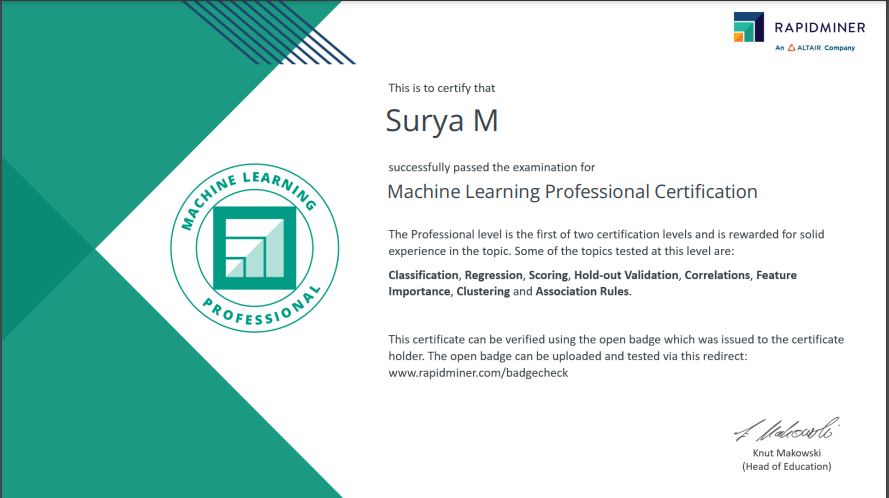 RAPIDMINER
An ALTAIR Company
This is to certify that
Surya M
successfully passed the examination for
Machine Learning Professional Certification
MACHINE LEARNING
PROFESSIONAL
The Professional level is the first of two certification levels and is rewarded for solid
experience in the topic. Some of the topics tested at this level are:
Classification, Regression, Scoring, Hold-out Validation, Correlations, Feature
Importance, Clustering and Association Rules.
This certificate can be verified using the open badge which was issued to the certificate
holder. The open badge can be uploaded and tested via this redirect:
www.rapidminer.com/badgecheck
Knut Makowski
(Head of Education)